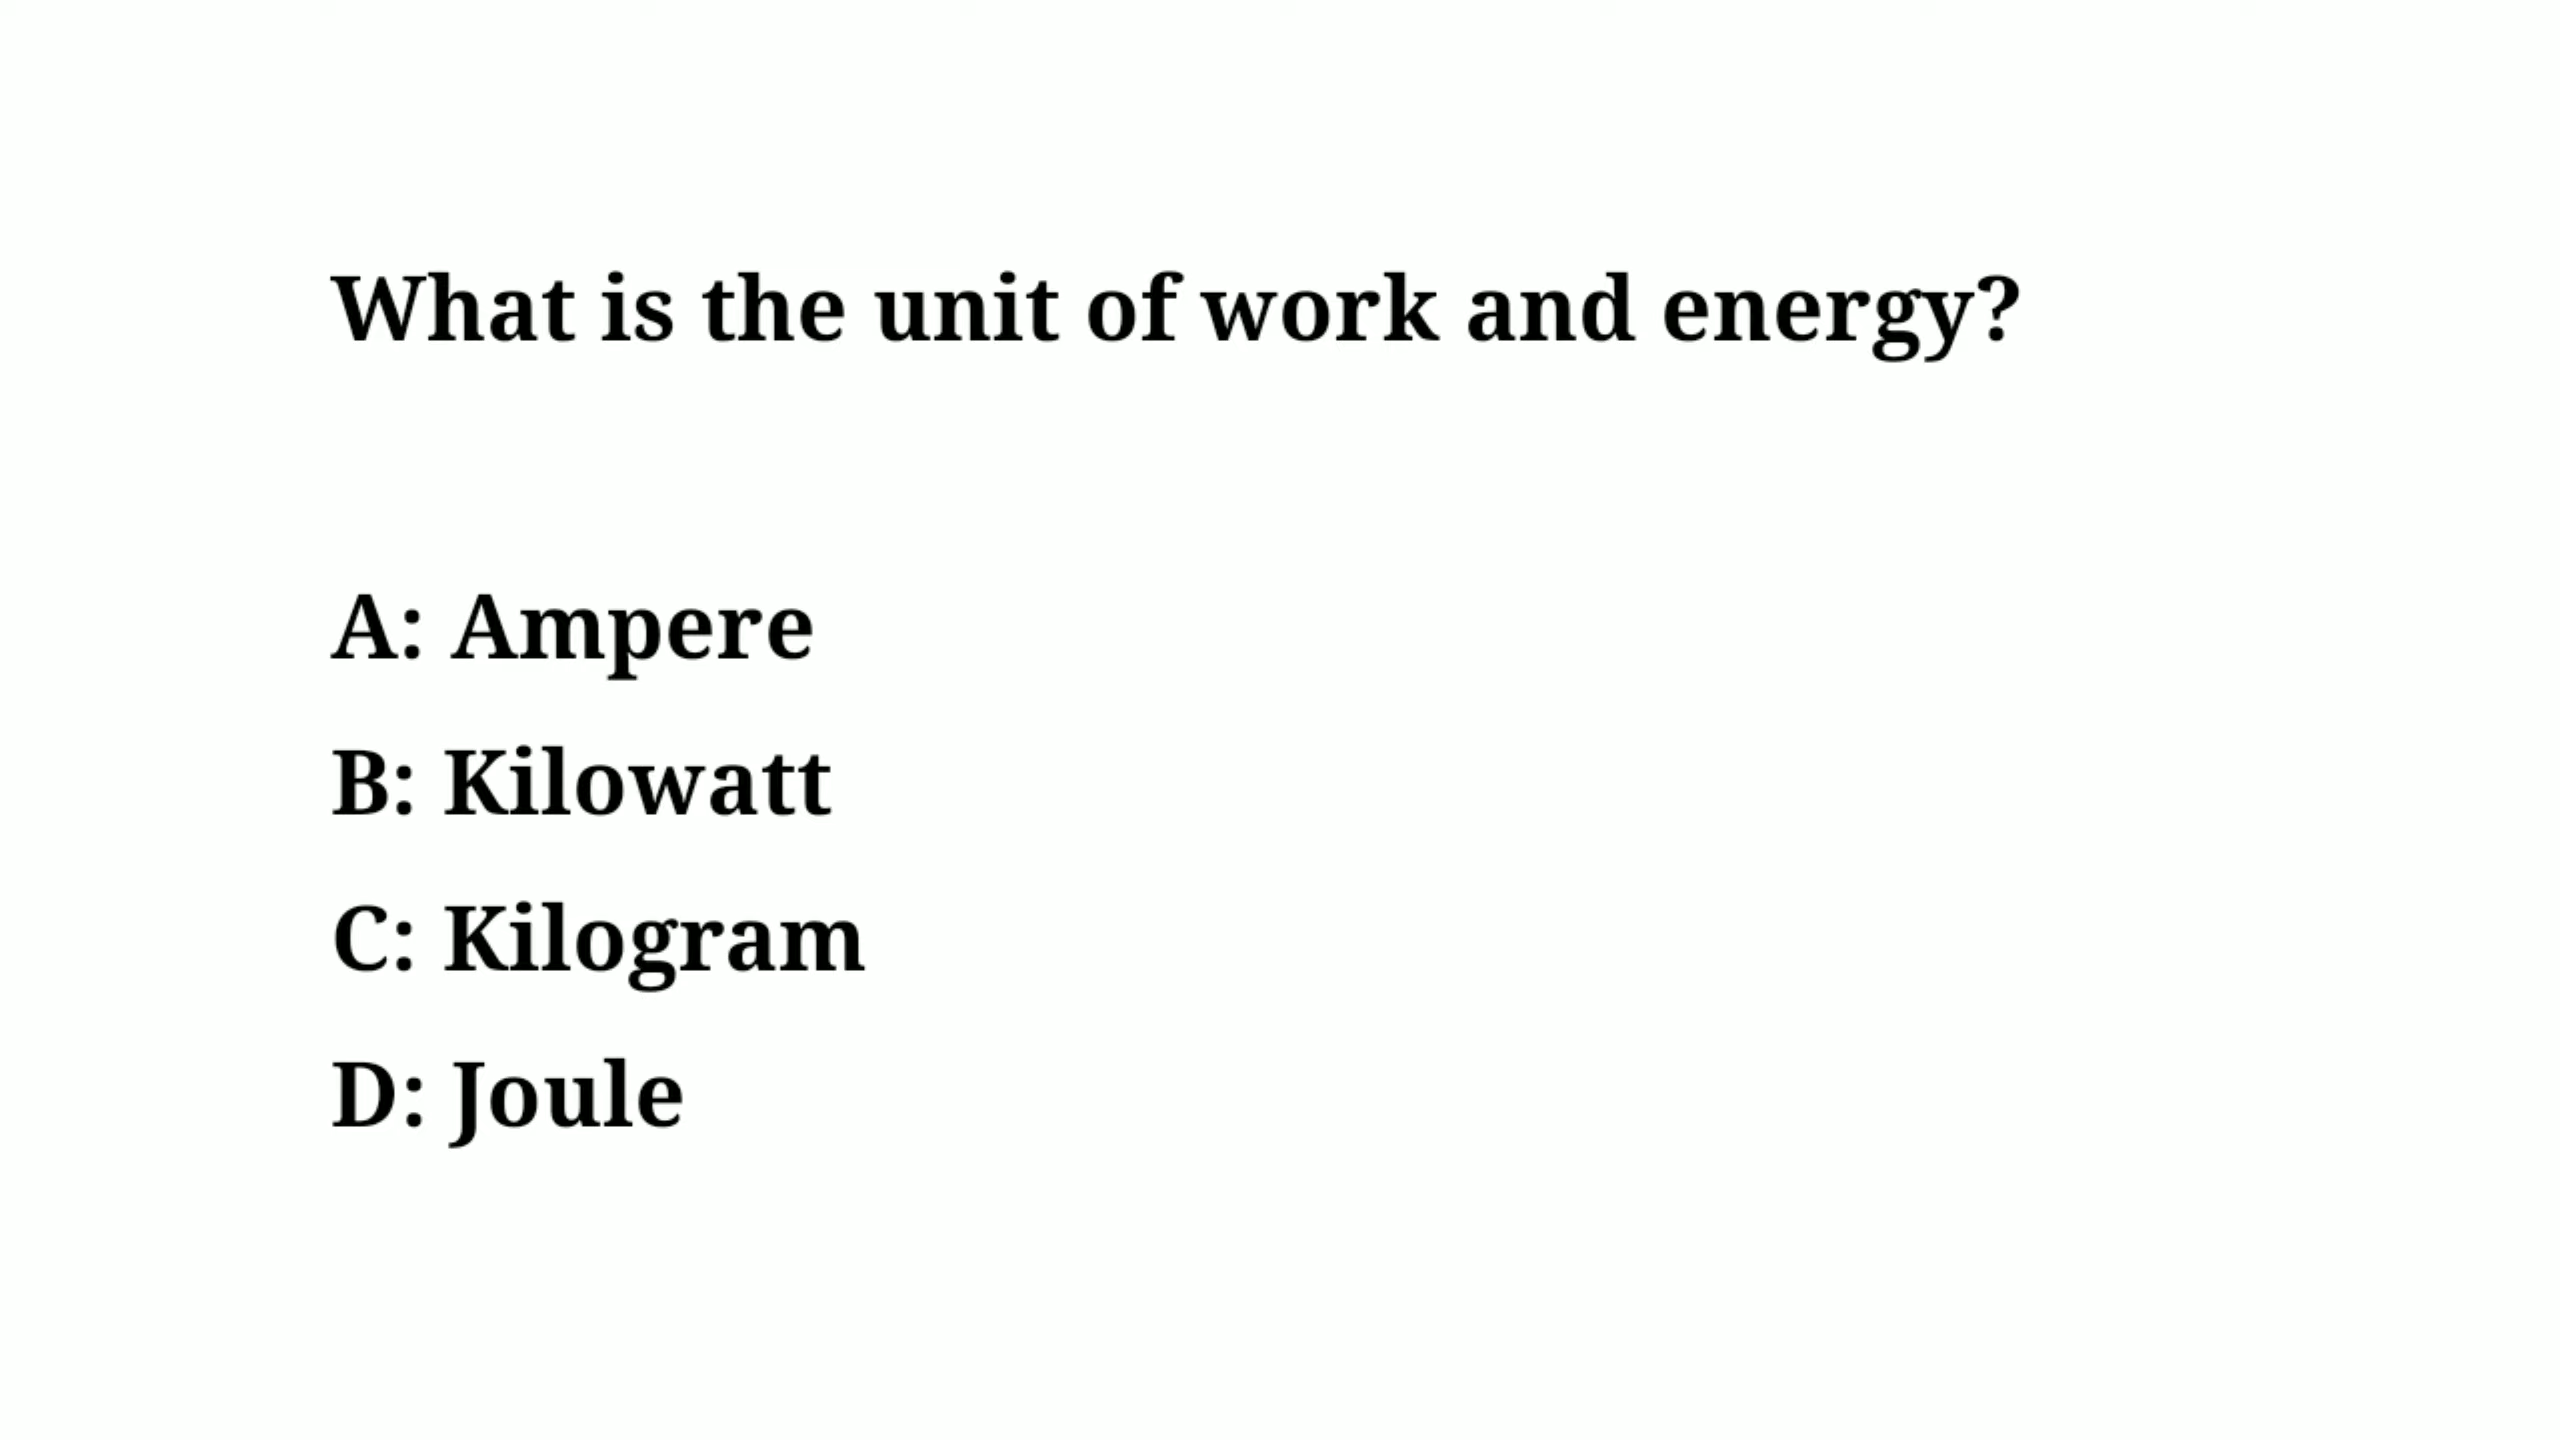 What is the unit of work and energy?
A: Ampere
B: Kilowatt
C: Kilogram
D: Joule